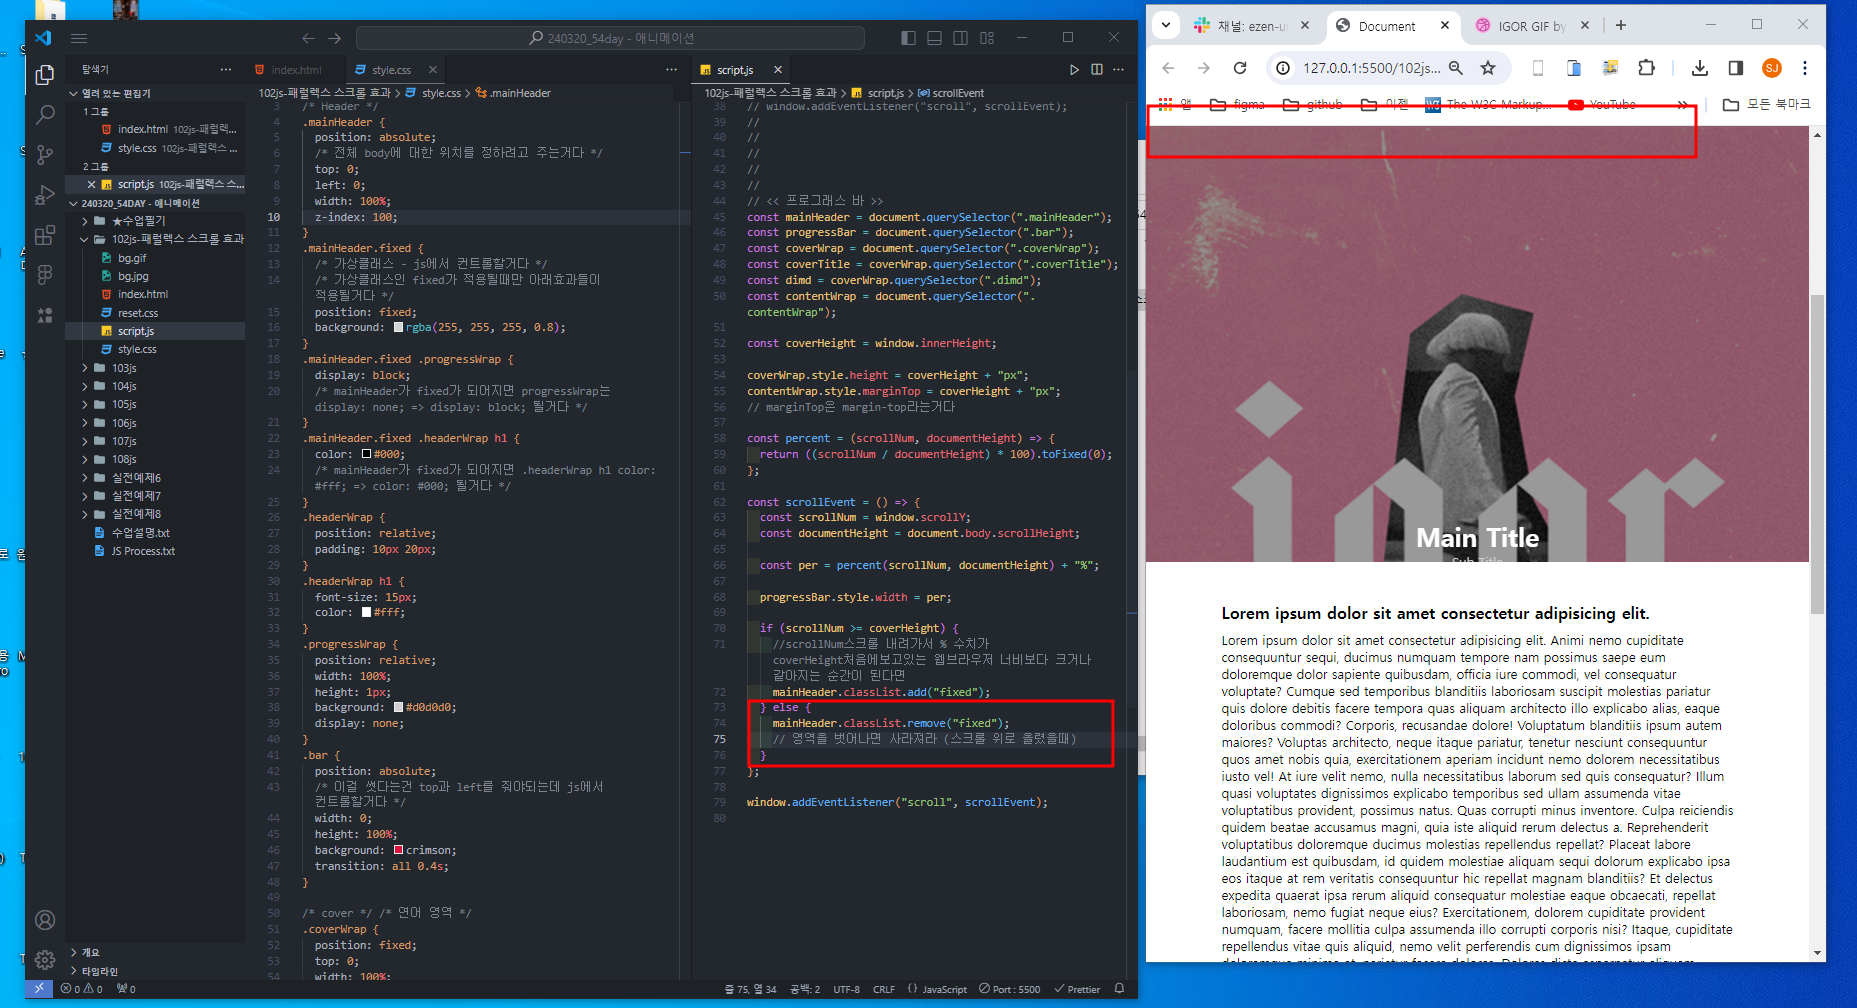 240320_54day - 애니메이션
탐색기
열려 있는 편집기
1 그룹
index.html 102js-패럴렉...
style.css 102js-패럴렉스 ...
2 그룹
script.js 102js-패럴렉스 스...
240320_54DAY - 애니메이션
★수업필기
102js-패럴렉스 스크롤 효과
bg.gif
bg.jpg
index.html
reset.css
script.js
style.css
103js
104js
105js
106js
107js
108js
실전예제6
실전예제7
실전예제8
수업설명.txt
JS Process.txt
개요
타임라인
index.html
style.css
102js-패럴렉스 스크롤 효과 > style.css > .mainHeader
3 /* Header */
4 .mainHeader {
5 position: absolute;
6 /* 전체 body에 대한 위치를 정하려고 주는거다 */
7 top: 0;
8 left: 0;
9 width: 100%;
10 z-index: 100;
11 }
12 .mainHeader.fixed {
13 /* 가상클래스 - js에서 컨트롤할거다 */
14 /* 가상클래스인 fixed가 적용될때만 아래효과들이
적용될거다 */
15 position: fixed;
16 background: rgba(255, 255, 255, 0.8);
17 }
18 .mainHeader.fixed .progressWrap {
19 display: block;
20 /* mainHeader가 fixed가 되어지면 progressWrap는
display: none; => display: block; 될거다 */
21 }
22 .mainHeader.fixed .headerWrap h1 {
23 color: #000;
24 /* mainHeader가 fixed가 되어지면 .headerWrap h1 color:
#fff; => color: #000; 될거다 */
25 }
26 .headerWrap {
27 position: relative;
28 padding: 10px 20px;
29 }
30 .headerWrap h1 {
31 font-size: 15px;
32 color: #fff;
33 }
34 .progressWrap {
35 position: relative;
36 width: 100%;
37 height: 1px;
38 background: #d0d0d0;
39 display: none;
40 }
41 .bar {
42 position: absolute;
43 /* 이걸 썻다는건 top과 left를 줘야되는데 js에서
컨트롤할거다 */
44 width: 0;
45 height: 100%;
46 background: crimson;
47 transition: all 0.4s;
48 }
49
50 /* cover */ /* 연어 영역 */
51 .coverWrap {
52 position: fixed;
53 top: 0;
54 width: 100%;
script.js
102js-패럴렉스 스크롤 효과 > script.js > scrollEvent
38 // window.addEventListener("scroll", scrollEvent);
39 //
40 //
41 //
42 //
43 //
44 // << 프로그래스 바 >>
45 const mainHeader = document.querySelector(".mainHeader");
46 const progressBar = document.querySelector(".bar");
47 const coverWrap = document.querySelector(".coverWrap");
48 const coverTitle = coverWrap.querySelector(".coverTitle");
49 const dimd = coverWrap.querySelector(".dimd");
50 const contentWrap = document.querySelector(".
contentWrap");
51
52 const coverHeight = window.innerHeight;
53
54 coverWrap.style.height = coverHeight + "px";
55 contentWrap.style.marginTop = coverHeight + "px";
56 // marginTop은 margin-top라는거다
57
58 const percent = (scrollNum, documentHeight) => {
59 return ((scrollNum / documentHeight) * 100).toFixed(0);
60 };
61
62 const scrollEvent = () => {
63 const scrollNum = window.scrollY;
64 const documentHeight = document.body.scrollHeight;
65
66 const per = percent(scrollNum, documentHeight) + "%";
67
68 progressBar.style.width = per;
69
70 if (scrollNum >= coverHeight) {
71 //scrollNum스크롤 내려가서 % 수치가
coverHeight처음에보고있는 웹브라우저 너비보다 크거나
같아지는 순간이 된다면
72 mainHeader.classList.add("fixed");
73 } else {
74 mainHeader.classList.remove("fixed");
75 // 영역을 벗어나면 사라져라 (스크롤 위로 올렸을때)
76 }
77 };
78
79 window.addEventListener("scroll", scrollEvent);
80
0 0 0
줄 75, 열 34 공백: 2 UTF-8 CRLF {} JavaScript Port : 5500 Prettier
채널: ezen-u
Document
IGOR GIF by
127.0.0.1:5500/102js...
SJ
앱 figma github 이젠 The W3C Markup... YouTube » 모든 북마크
igor
Main Title
Sub Title
Lorem ipsum dolor sit amet consectetur adipisicing elit.
Lorem ipsum dolor sit amet consectetur adipisicing elit. Animi nemo cupiditate
consequuntur sequi, ducimus numquam tempore nam possimus saepe eum
doloremque dolor sapiente quibusdam, officia iure commodi, vel consequatur
voluptate? Cumque sed temporibus blanditiis laboriosam suscipit molestias pariatur
quis dolore debitis facere tempora quas aliquam architecto illo explicabo alias, eaque
doloribus commodi? Corporis, recusandae dolore! Voluptatum blanditiis ipsum autem
maiores? Voluptas architecto, neque itaque pariatur, tenetur nesciunt consequuntur
quos amet nobis quia, exercitationem aperiam incidunt nemo dolorem necessitatibus
iusto vel! At iure velit nemo, nulla necessitatibus laborum sed quis consequatur? Illum
quasi voluptates dignissimos explicabo temporibus sed ullam assumenda vitae
voluptatibus provident, possimus natus. Quas corrupti minus inventore. Culpa reiciendis
quidem beatae accusamus magni, quia iste aliquid rerum delectus a. Reprehenderit
voluptatibus doloremque ducimus molestias repellendus repellat? Placeat labore
laudantium est quibusdam, id quidem molestiae aliquam sequi dolorum explicabo ipsa
eos itaque at rem veritatis consequuntur hic repellat magnam blanditiis? Et delectus
expedita quaerat ipsa rerum aliquid consequatur molestiae eaque obcaecati, repellat
laboriosam, nemo fugiat neque eius? Exercitationem, dolorem cupiditate provident
numquam, facere mollitia culpa assumenda illo corrupti corporis nisi? Itaque, cupiditate
repellendus vitae quis aliquid, nemo velit perferendis cum dignissimos ipsam